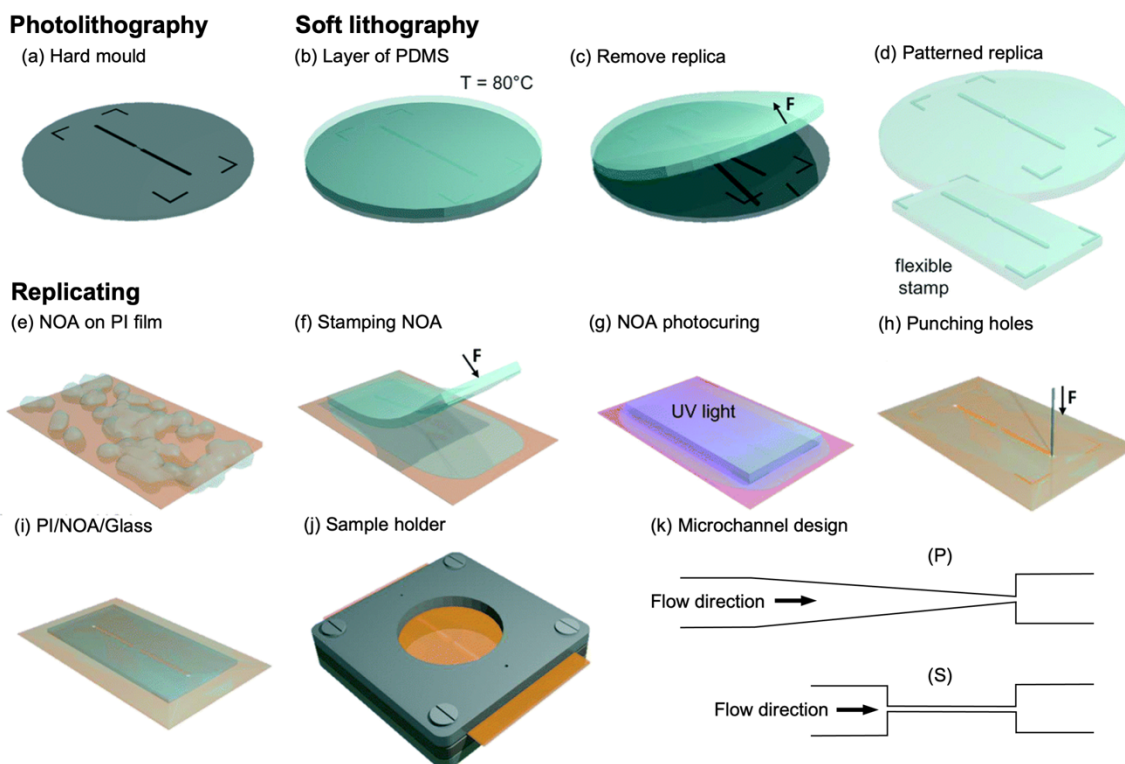 Photolithography
Soft lithography
(a) Hard mould
(b) Layer of PDMS
(c) Remove replica
(d) Patterned replica
T = 80°C
F
flexible
stamp
Replicating
(e) NOA on PI film
(f) Stamping NOA
(g) NOA photocuring
(h) Punching holes
F
UV light
F
(i) PI/NOA/Glass
(j) Sample holder
(k) Microchannel design
(P)
Flow direction
(S)
Flow direction